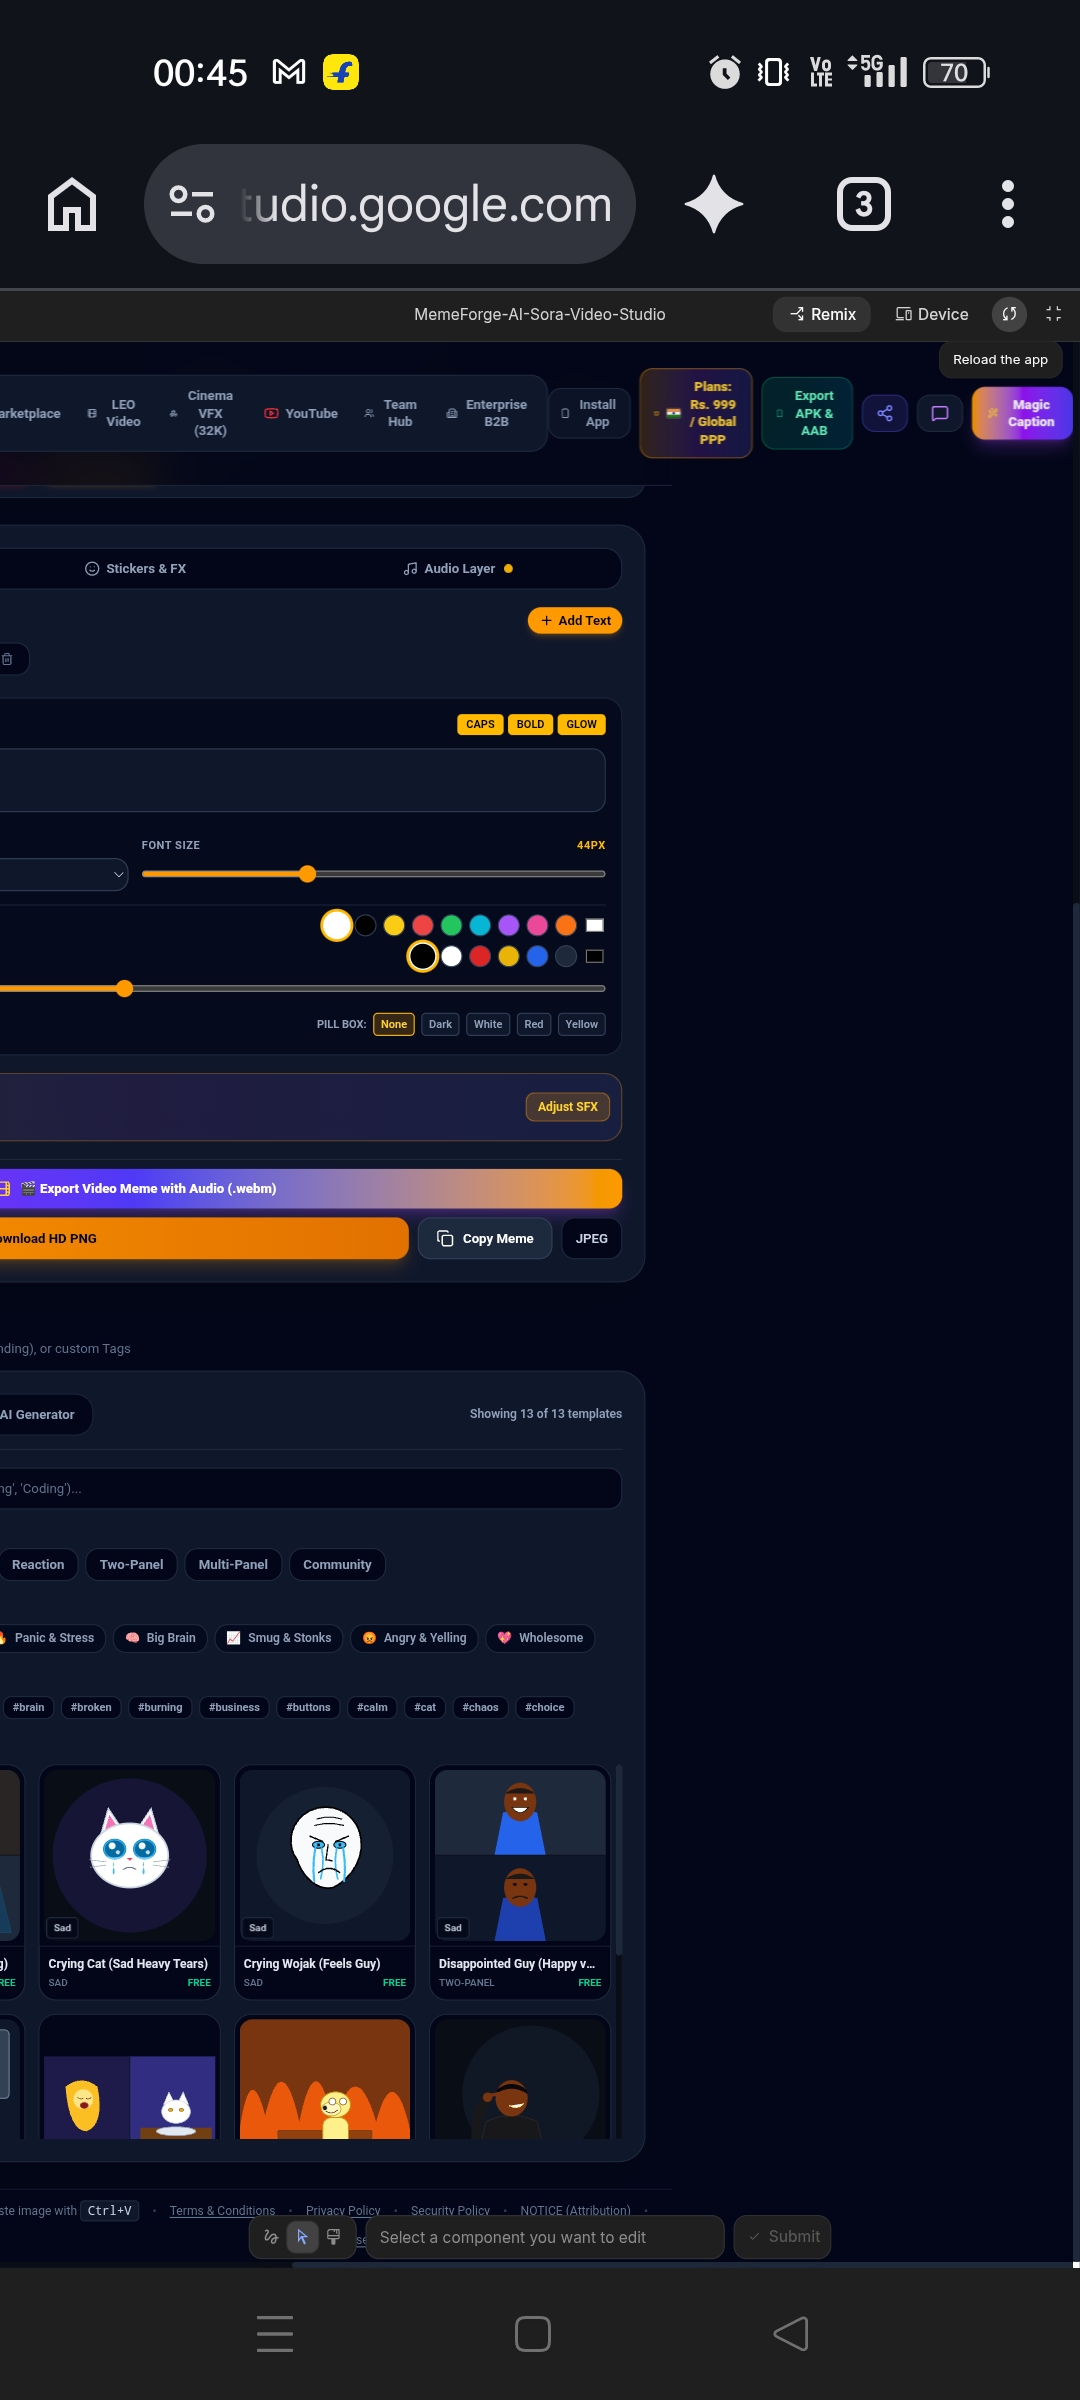 00:45
Vo LTE
5G
70
tudio.google.com
3
MemeForge-AI-Sora-Video-Studio
Remix
Device
Reload the app
arketplace
LEO
Video
Cinema
VFX
(32K)
YouTube
Team
Hub
Enterprise
B2B
Install
App
Plans:
Rs. 999
/ Global
PPP
Export
APK &
AAB
Magic
Caption
Stickers & FX
Audio Layer
+ Add Text
CAPS
BOLD
GLOW
FONT SIZE
44PX
PILL BOX:
None
Dark
White
Red
Yellow
Adjust SFX
🎬 Export Video Meme with Audio (.webm)
ownload HD PNG
Copy Meme
JPEG
nding), or custom Tags
AI Generator
Showing 13 of 13 templates
ng', 'Coding')...
Reaction
Two-Panel
Multi-Panel
Community
Panic & Stress
Big Brain
Smug & Stonks
Angry & Yelling
Wholesome
#brain
#broken
#burning
#business
#buttons
#calm
#cat
#chaos
#choice
Sad
Sad
Sad
g)
Crying Cat (Sad Heavy Tears)
Crying Wojak (Feels Guy)
Disappointed Guy (Happy v...
REE
SAD
FREE
SAD
FREE
TWO-PANEL
FREE
ste image with Ctrl+V • Terms & Conditions • Privacy Policy • Security Policy • NOTICE (Attribution) •
se
Select a component you want to edit
Submit